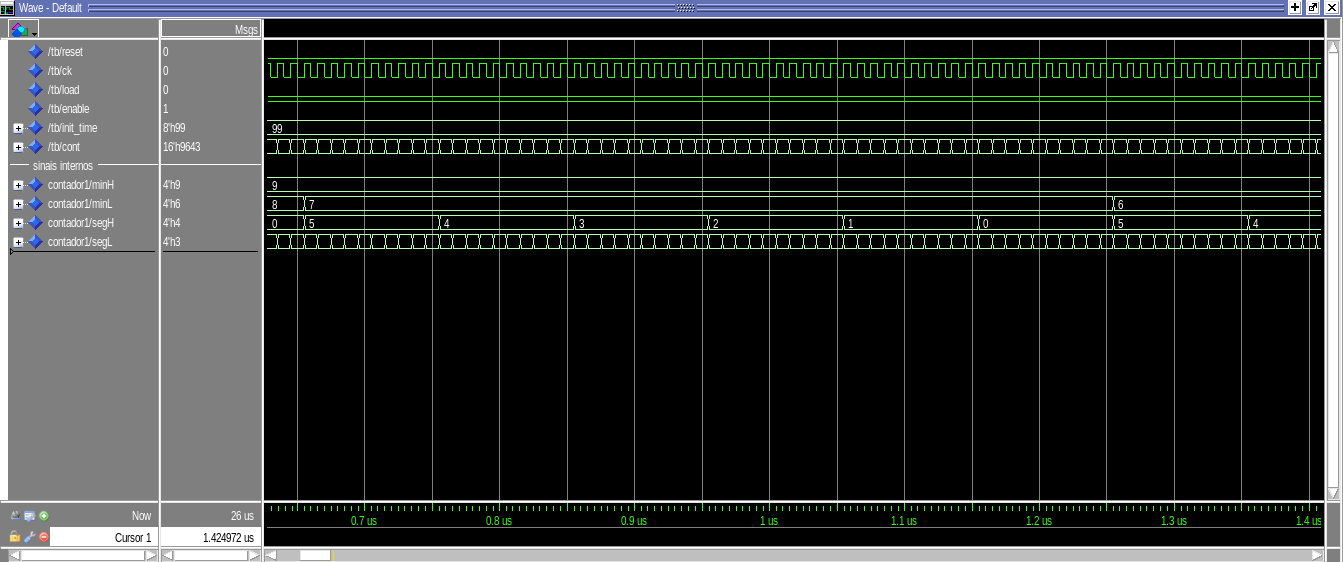 Wave - Default
Msgs
/tb/reset 0
/tb/ck 0
/tb/load 0
/tb/enable 1
/tb/init_time 8'h99 99
/tb/cont 16'h9643
sinais internos
contador1/minH 4'h9 9
contador1/minL 4'h6 8 7 6
contador1/segH 4'h4 0 5 4 3 2 1 0 5 4
contador1/segL 4'h3
Now 26 us 0.7 us 0.8 us 0.9 us 1 us 1.1 us 1.2 us 1.3 us 1.4 us
Cursor 1 1.424972 us